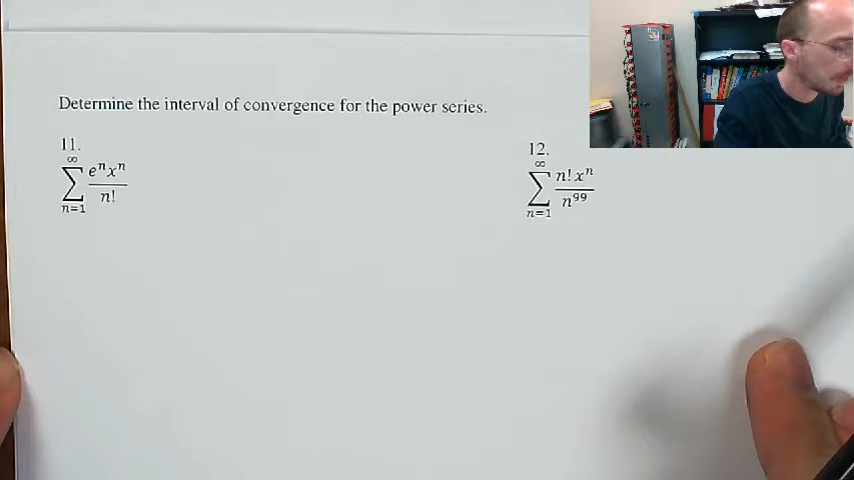 Determine the interval of convergence for the power series.
11.
∞
∑ eⁿxⁿ / n!
n=1
12.
∞
∑ n! xⁿ / n⁹⁹
n=1